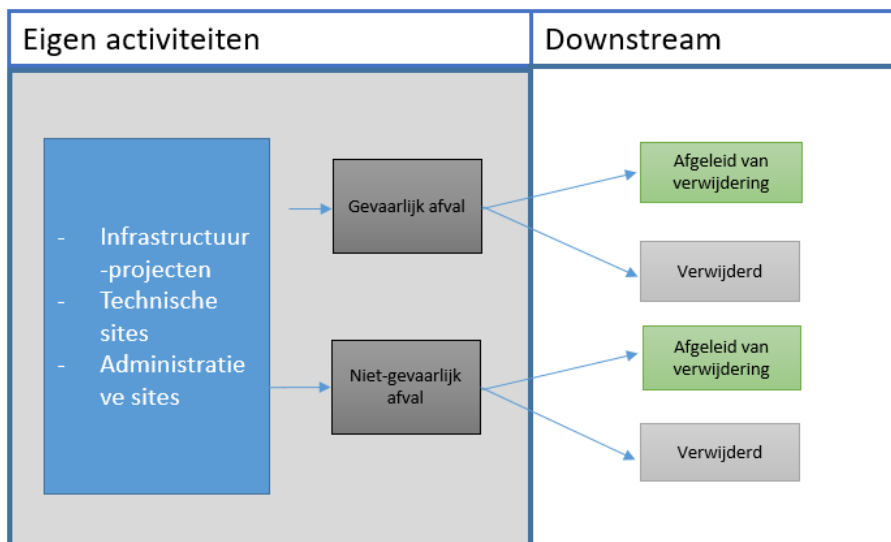 Eigen activiteiten
Downstream
- Infrastructuur
-projecten
- Technische
sites
- Administratie
ve sites
Gevaarlijk afval
Niet-gevaarlijk
afval
Afgeleid van
verwijdering
Verwijderd
Afgeleid van
verwijdering
Verwijderd